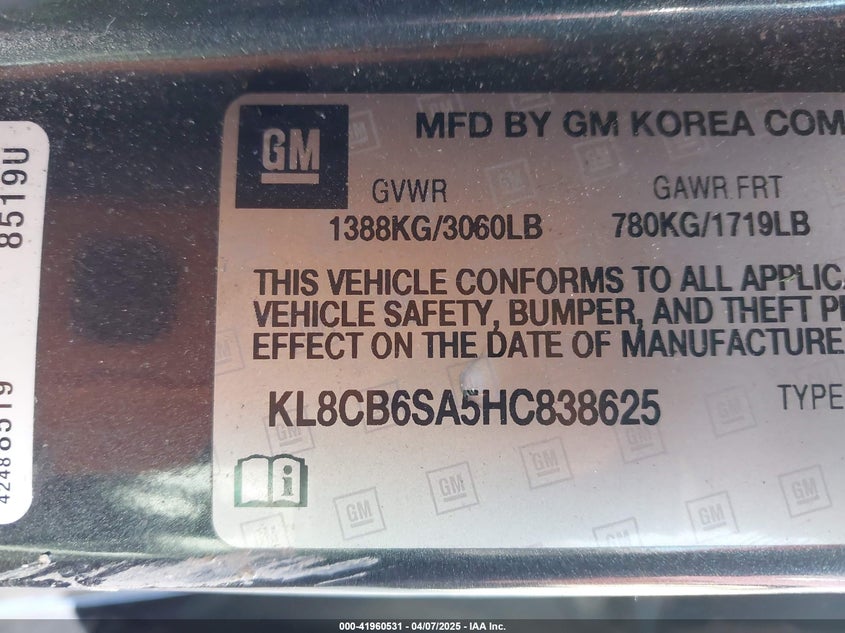 8519U
42488519
GM
MFD BY GM KOREA COM
GVWR
GAWR FRT
1388KG/3060LB
780KG/1719LB
THIS VEHICLE CONFORMS TO ALL APPLIC
VEHICLE SAFETY, BUMPER, AND THEFT P
EFFECT ON THE DATE OF MANUFACTURE
KL8CB6SA5HC838625
TYPE
000-41960531 - 04/07/2025 - IAA Inc.